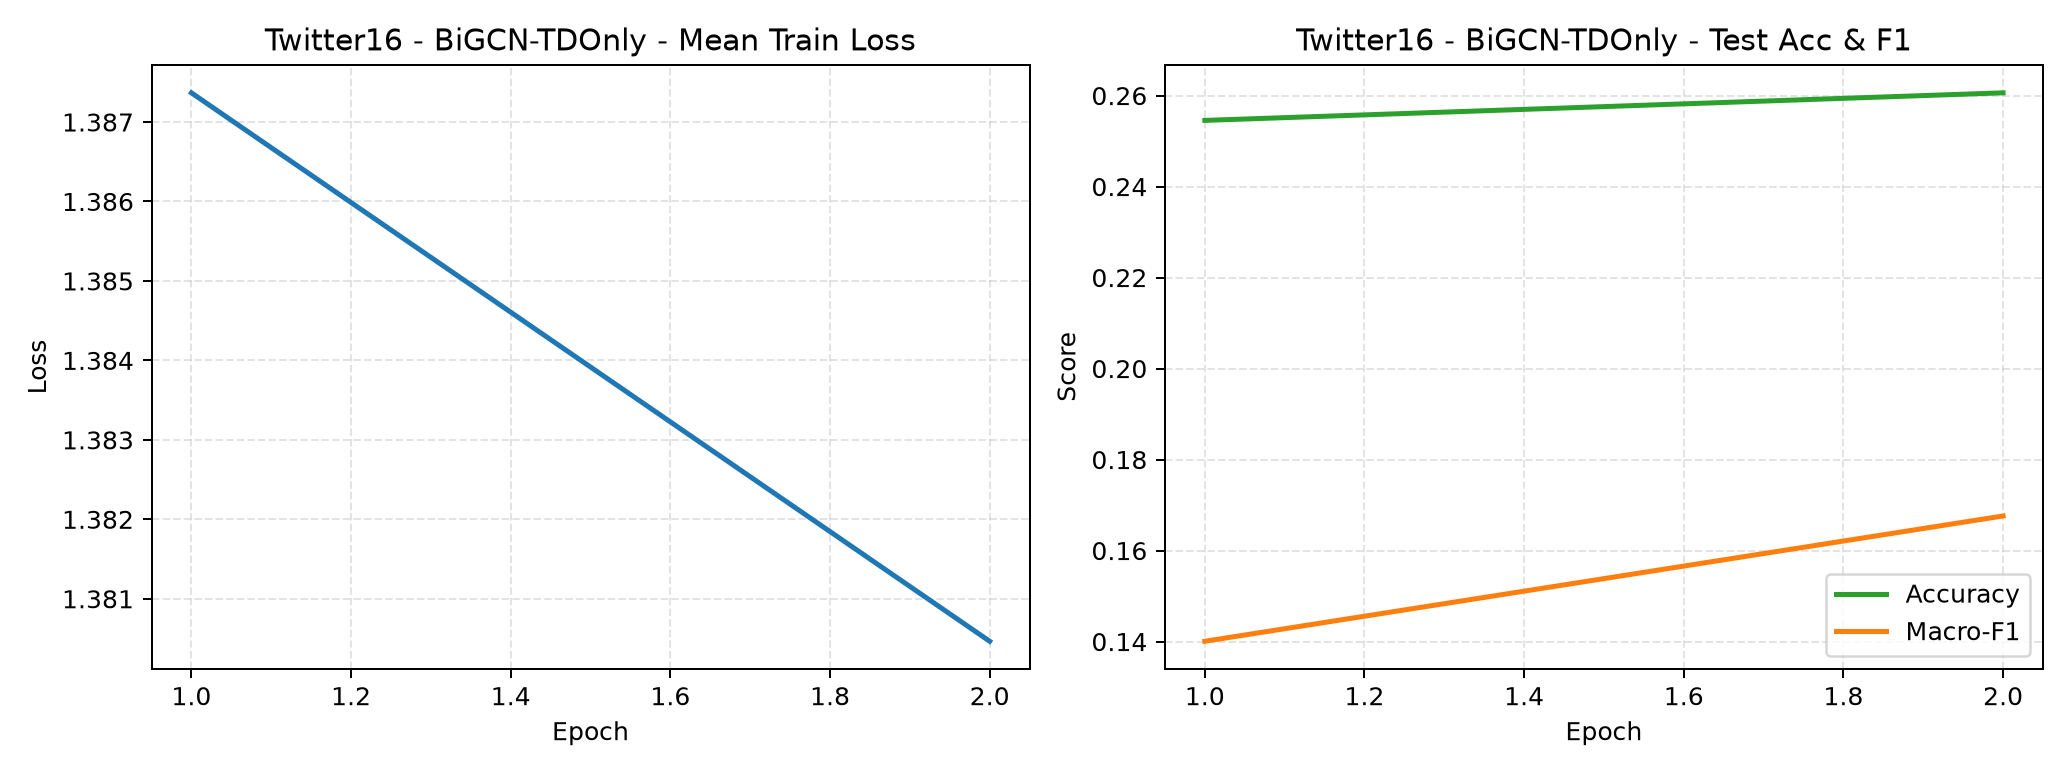 Twitter16 - BiGCN-TDOnly - Mean Train Loss
1.387
1.386
1.385
1.384
1.383
1.382
1.381
Loss
1.0 1.2 1.4 1.6 1.8 2.0
Epoch
Twitter16 - BiGCN-TDOnly - Test Acc & F1
0.26
0.24
0.22
0.20
0.18
0.16
0.14
Score
Accuracy
Macro-F1
1.0 1.2 1.4 1.6 1.8 2.0
Epoch